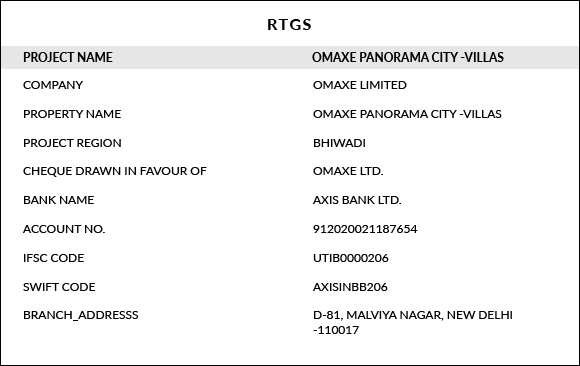 RTGS
PROJECT NAME OMAXE PANORAMA CITY -VILLAS
COMPANY OMAXE LIMITED
PROPERTY NAME OMAXE PANORAMA CITY -VILLAS
PROJECT REGION BHIWADI
CHEQUE DRAWN IN FAVOUR OF OMAXE LTD.
BANK NAME AXIS BANK LTD.
ACCOUNT NO. 912020021187654
IFSC CODE UTIB0000206
SWIFT CODE AXISINBB206
BRANCH_ADDRESSS D-81, MALVIYA NAGAR, NEW DELHI
-110017